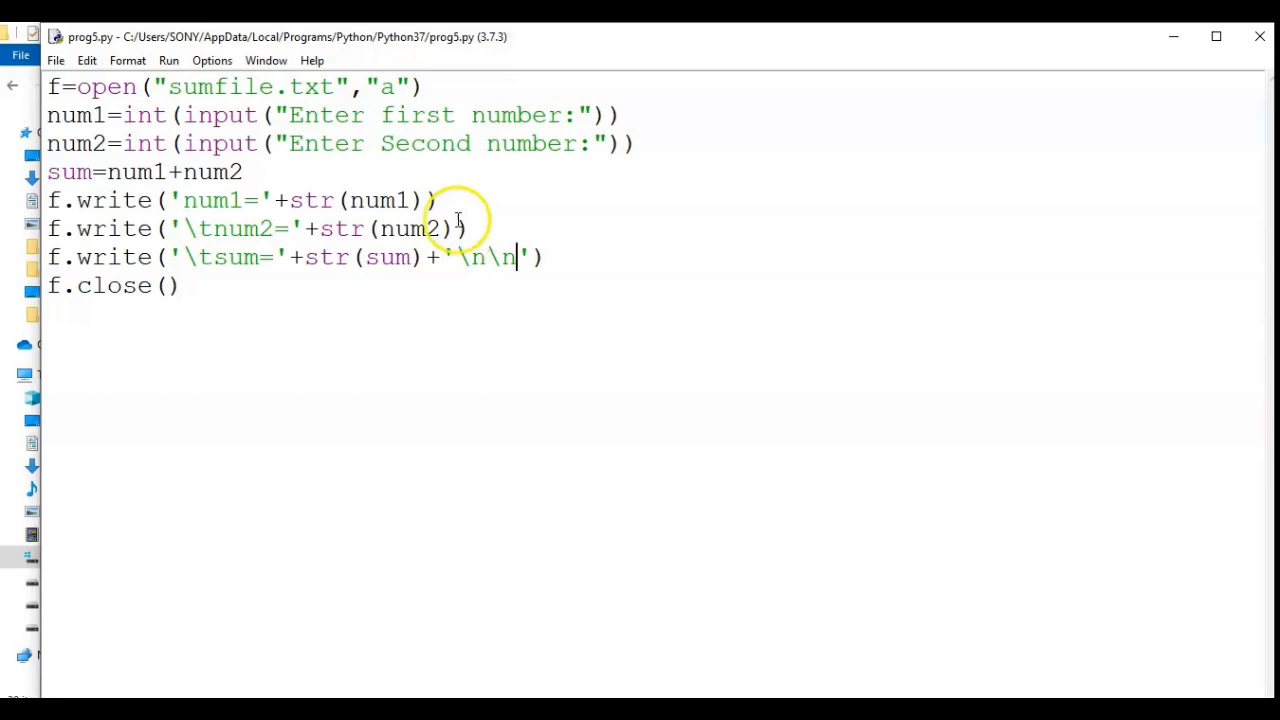 prog5.py - C:/Users/SONY/AppData/Local/Programs/Python/Python37/prog5.py (3.7.3)
File
File Edit Format Run Options Window Help
f=open("sumfile.txt","a")
num1=int(input("Enter first number:"))
num2=int(input("Enter Second number:"))
sum=num1+num2
f.write('num1='+str(num1))
f.write('\tnum2='+str(num2))
f.write('\tsum='+str(sum)+'\n\n')
f.close()